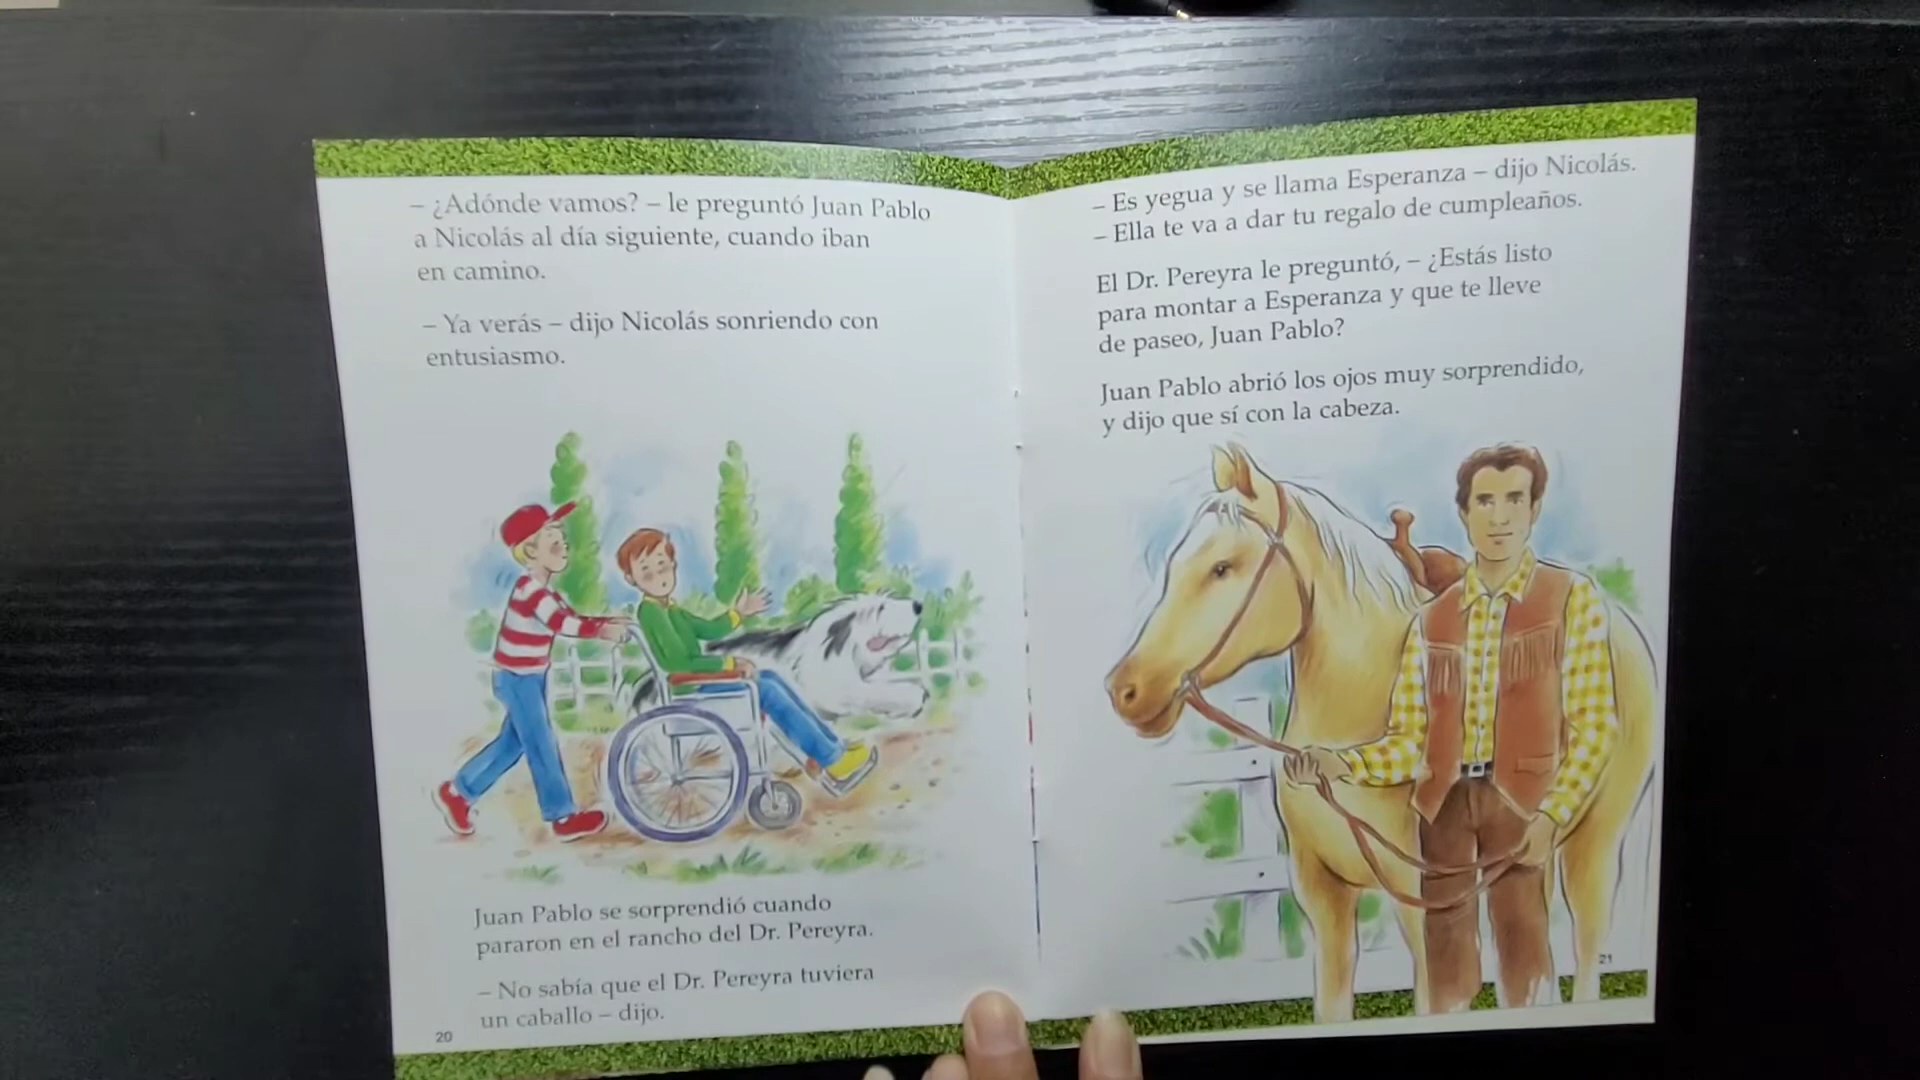 – ¿Adónde vamos? – le preguntó Juan Pablo
a Nicolás al día siguiente, cuando iban
en camino.
– Ya verás – dijo Nicolás sonriendo con
entusiasmo.
Juan Pablo se sorprendió cuando
pararon en el rancho del Dr. Pereyra.
– No sabía que el Dr. Pereyra tuviera
un caballo – dijo.
20
– Es yegua y se llama Esperanza – dijo Nicolás.
– Ella te va a dar tu regalo de cumpleaños.
El Dr. Pereyra le preguntó, – ¿Estás listo
para montar a Esperanza y que te lleve
de paseo, Juan Pablo?
Juan Pablo abrió los ojos muy sorprendido,
y dijo que sí con la cabeza.
21